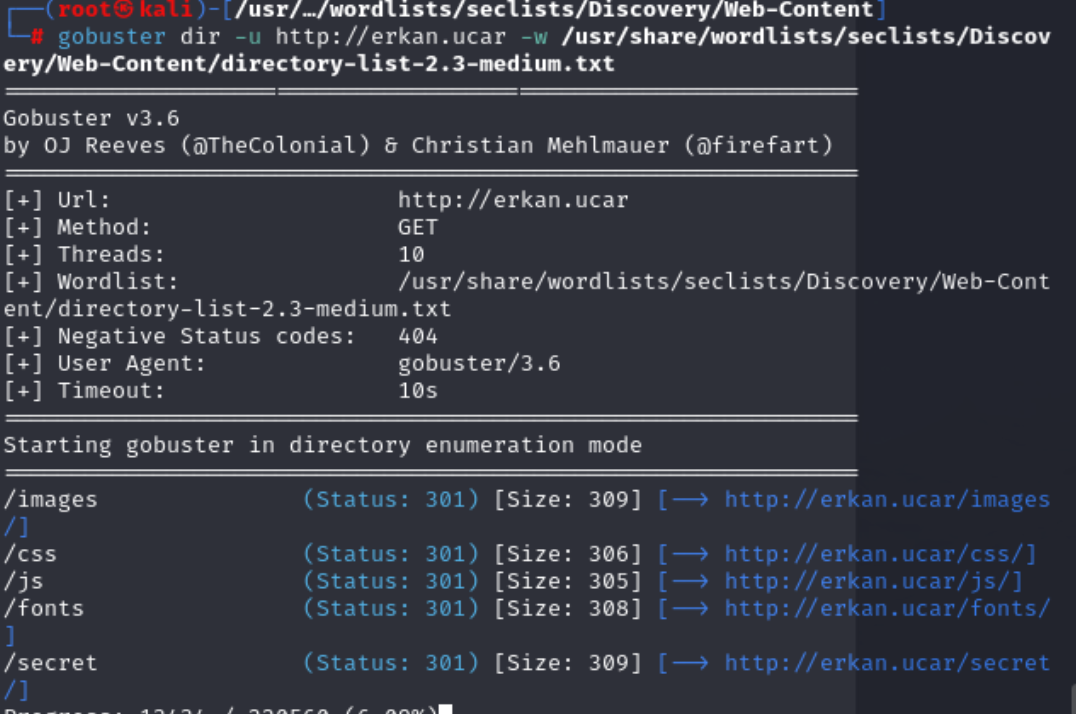 ┌──(root㉿kali)-[/usr/…/wordlists/seclists/Discovery/Web-Content]
└─# gobuster dir -u http://erkan.ucar -w /usr/share/wordlists/seclists/Discov
ery/Web-Content/directory-list-2.3-medium.txt
===============================================================
Gobuster v3.6
by OJ Reeves (@TheColonial) & Christian Mehlmauer (@firefart)
===============================================================
[+] Url:                     http://erkan.ucar
[+] Method:                  GET
[+] Threads:                 10
[+] Wordlist:                /usr/share/wordlists/seclists/Discovery/Web-Cont
ent/directory-list-2.3-medium.txt
[+] Negative Status codes:   404
[+] User Agent:              gobuster/3.6
[+] Timeout:                 10s
===============================================================
Starting gobuster in directory enumeration mode
===============================================================
/images               (Status: 301) [Size: 309] [--> http://erkan.ucar/images
/]
/css                  (Status: 301) [Size: 306] [--> http://erkan.ucar/css/]
/js                   (Status: 301) [Size: 305] [--> http://erkan.ucar/js/]
/fonts                (Status: 301) [Size: 308] [--> http://erkan.ucar/fonts/
]
/secret               (Status: 301) [Size: 309] [--> http://erkan.ucar/secret
/]
Progress: